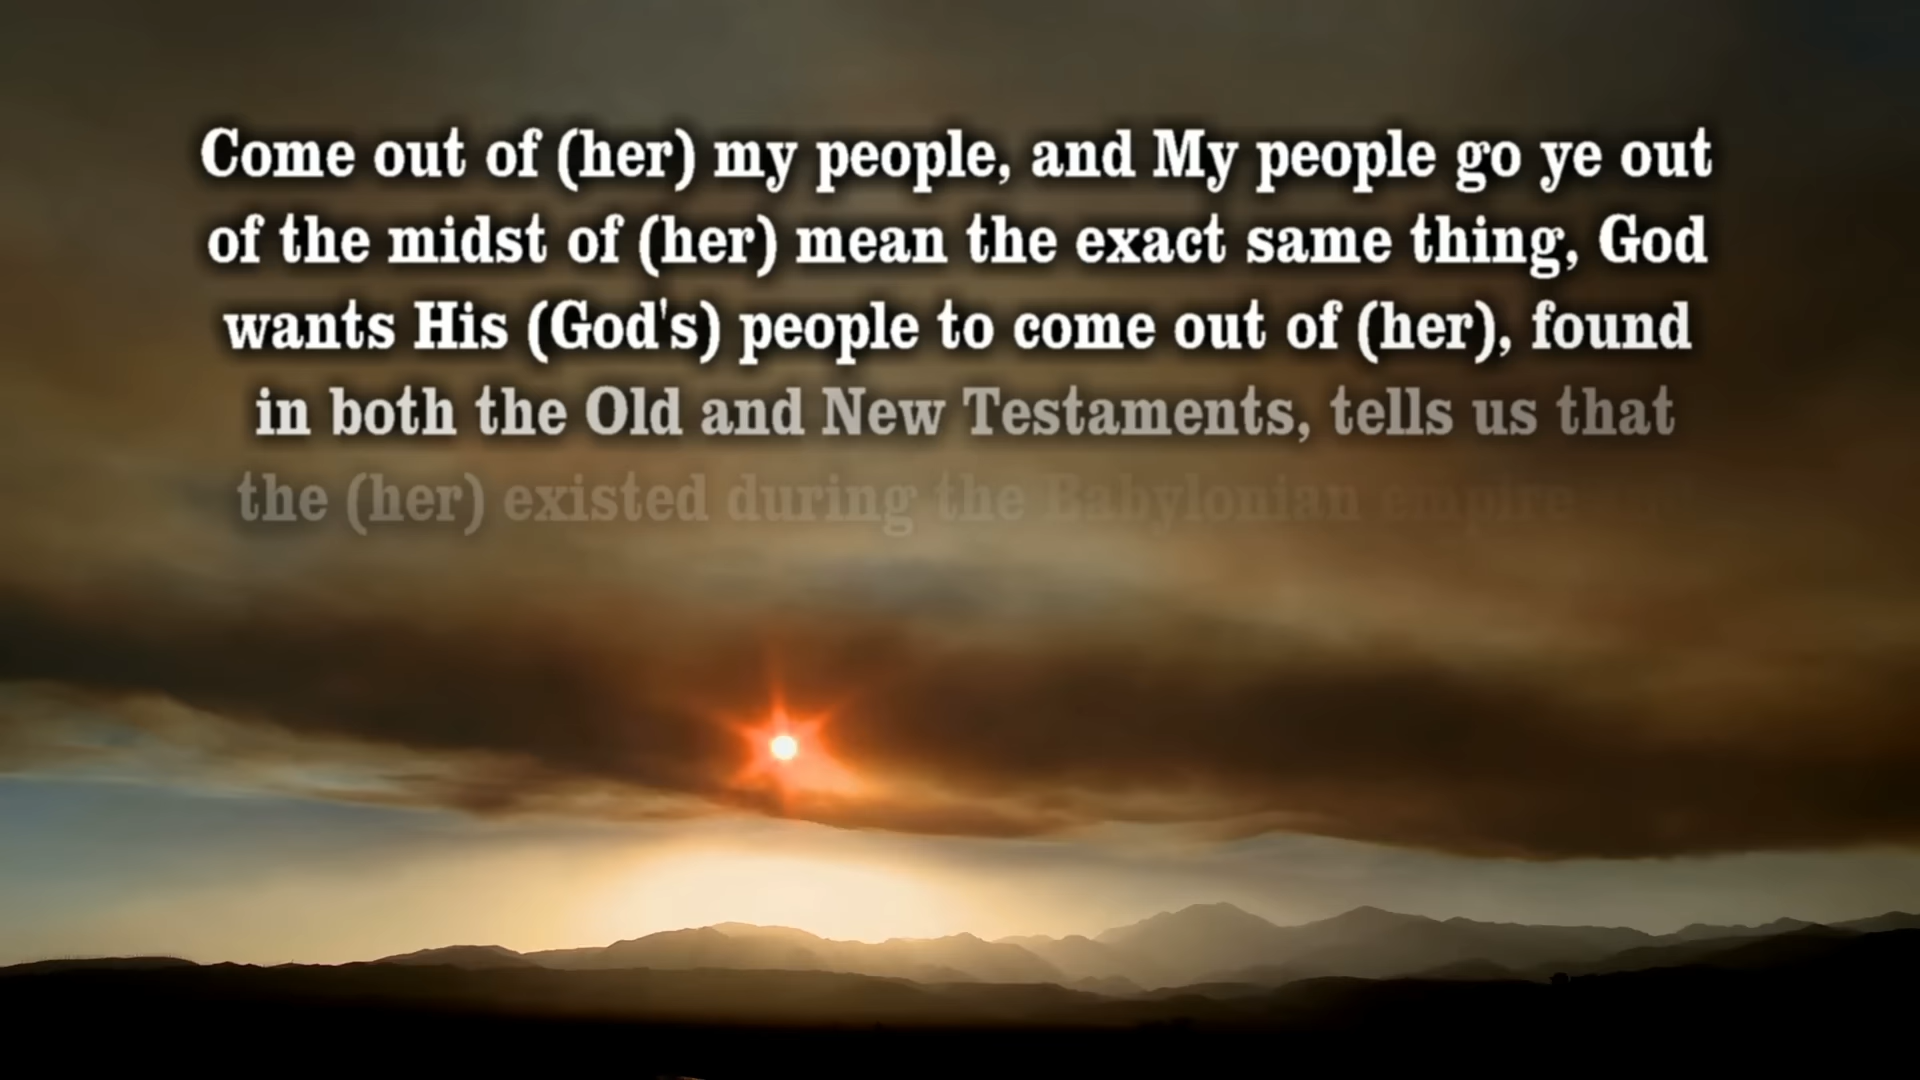 Come out of (her) my people, and My people go ye out
of the midst of (her) mean the exact same thing, God
wants His (God's) people to come out of (her), found
in both the Old and New Testaments, tells us that
the (her) existed during the Babylonian empire